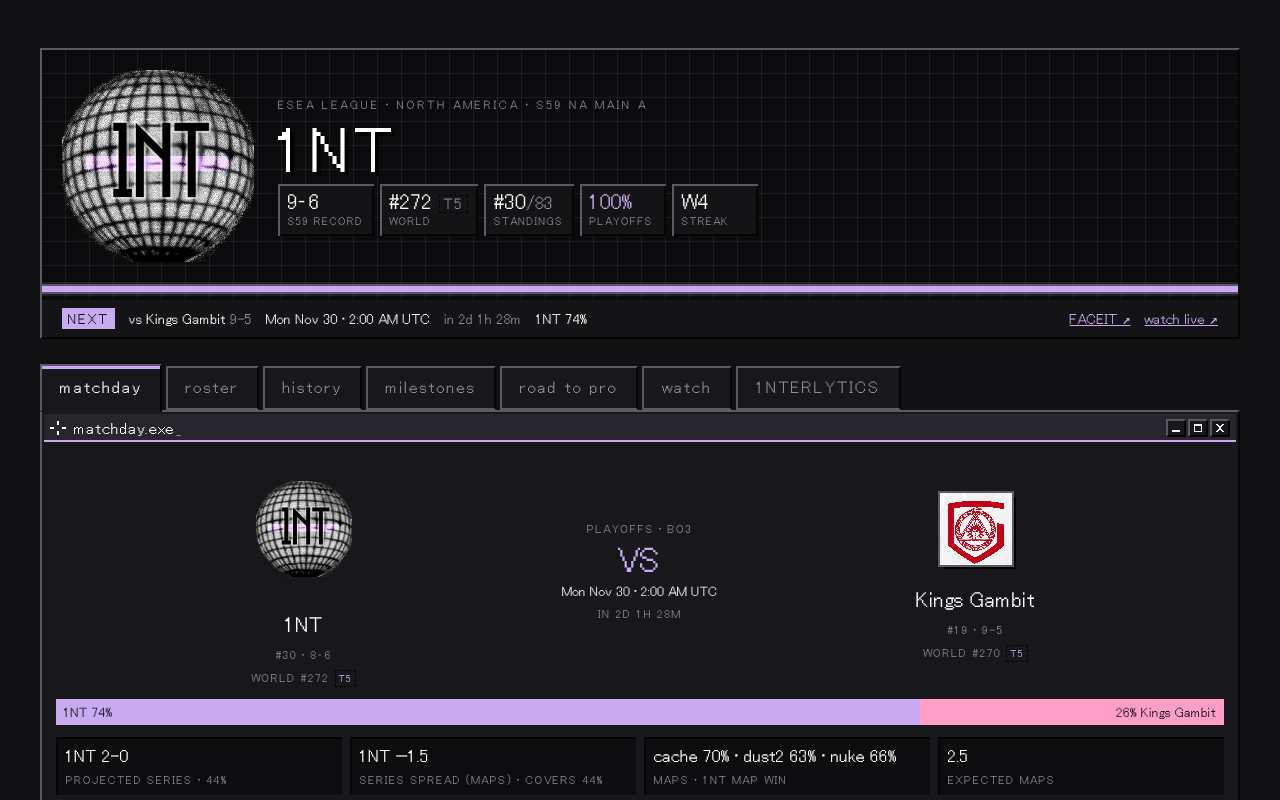 1NT
ESEA LEAGUE · NORTH AMERICA · S59 NA MAIN A
1NT
9-6 #272 T5 #30/83 100% W4
S59 RECORD WORLD STANDINGS PLAYOFFS STREAK
NEXT vs Kings Gambit 9-5 Mon Nov 30 · 2:00 AM UTC in 2d 1h 28m 1NT 74% FACEIT ↗ watch live ↗
matchday roster history milestones road to pro watch 1NTERLYTICS
matchday.exe_
1NT
PLAYOFFS · BO3
VS
Mon Nov 30 · 2:00 AM UTC
IN 2D 1H 28M
1NT
#30 · 8-6
WORLD #272 T5
Kings Gambit
#19 · 9-5
WORLD #270 T5
1NT 74% 26% Kings Gambit
1NT 2-0
PROJECTED SERIES · 44%
1NT −1.5
SERIES SPREAD (MAPS) · COVERS 44%
cache 70% · dust2 63% · nuke 66%
MAPS · 1NT MAP WIN
2.5
EXPECTED MAPS